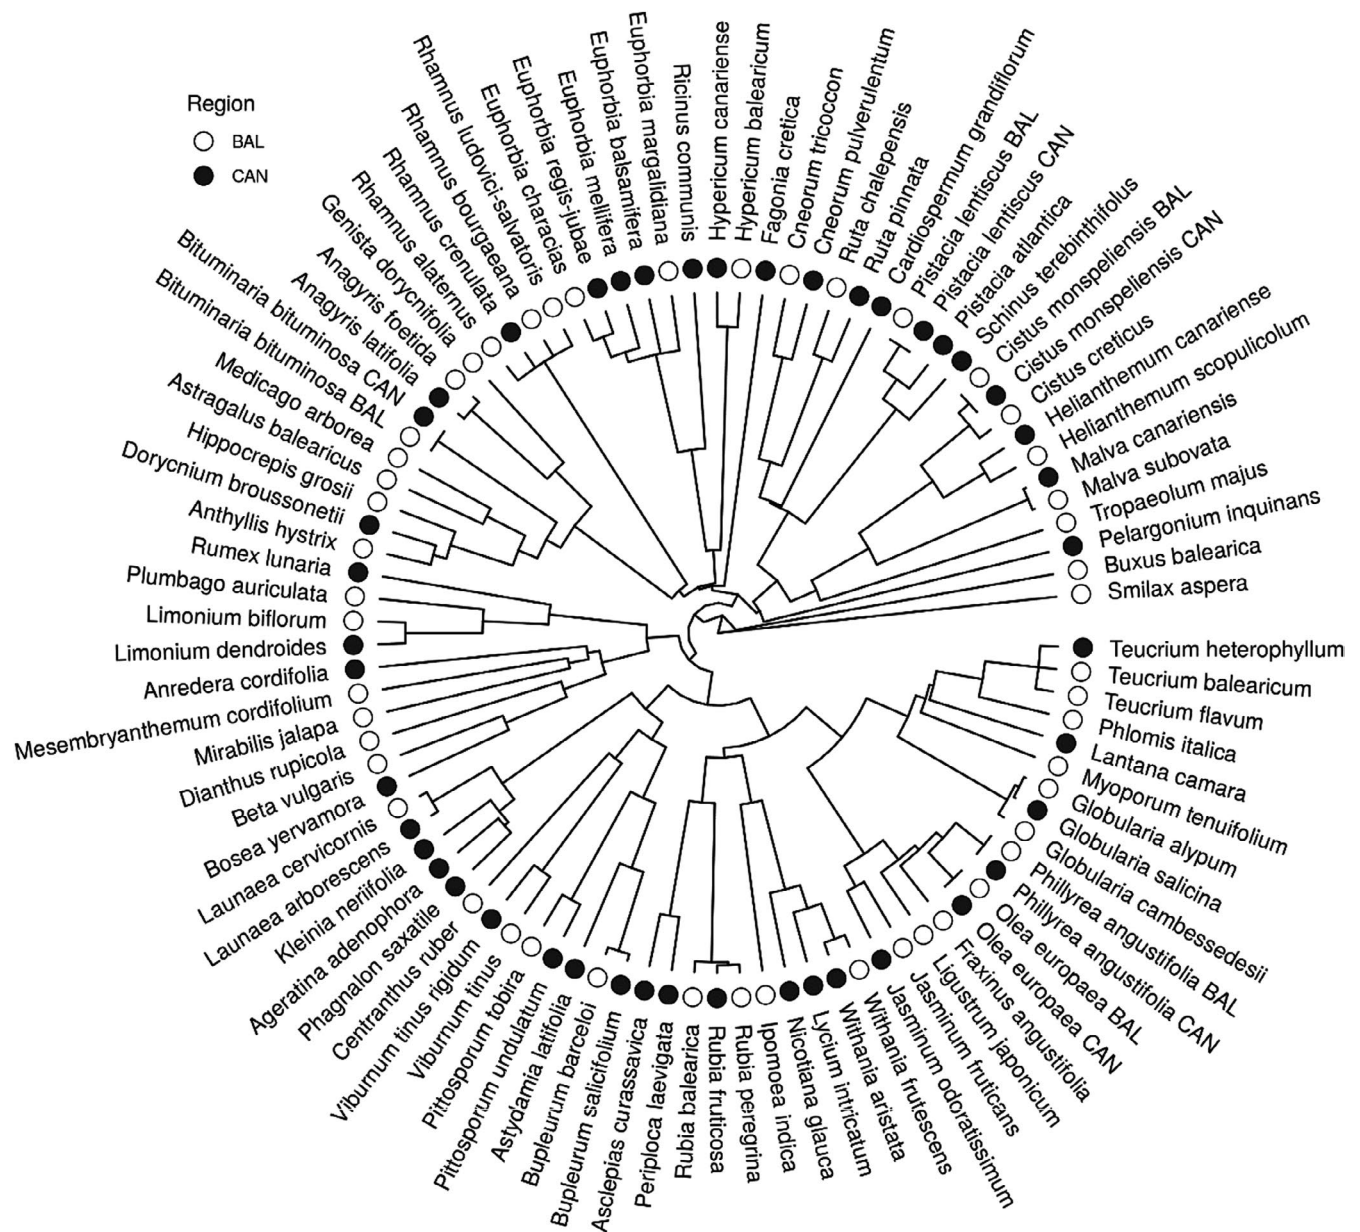 Region
BAL
CAN
Rhamnus ludovici-salvatoris
Rhamnus bourgaeana
Rhamnus crenulata
Rhamnus alaternus
Genista dorycnifolia
Anagyris foetida
Anagyris latifolia
Bituminaria bituminosa CAN
Bituminaria bituminosa BAL
Medicago arborea
Astragalus balearicus
Hippocrepis grosii
Dorycnium broussonetii
Anthyllis hystrix
Rumex lunaria
Plumbago auriculata
Limonium biflorum
Limonium dendroides
Anredera cordifolia
Mesembryanthemum cordifolium
Mirabilis jalapa
Dianthus rupicola
Beta vulgaris
Bosea yervamora
Launaea cervicornis
Launaea arborescens
Kleinia neriifolia
Ageratina adenophora
Phagnalon saxatile
Centranthus ruber
Viburnum tinus rigidum
Viburnum tinus
Pittosporum tobira
Pittosporum undulatum
Astydamia latifolia
Bupleurum barceloi
Bupleurum salicifolium
Asclepias curassavica
Periploca laevigata
Rubia balearica
Rubia fruticosa
Rubia peregrina
Ipomoea indica
Nicotiana glauca
Lycium intricatum
Withania aristata
Withania frutescens
Jasminum odoratissimum
Jasminum fruticans
Ligustrum japonicum
Fraxinus angustifolia
Olea europaea CAN
Olea europaea BAL
Phillyrea angustifolia CAN
Phillyrea angustifolia BAL
Globularia cambessedesii
Globularia salicina
Globularia alypum
Myoporum tenuifolium
Lantana camara
Phlomis italica
Teucrium flavum
Teucrium balearicum
Teucrium heterophyllum
Smilax aspera
Buxus balearica
Pelargonium inquinans
Tropaeolum majus
Malva subovata
Malva canariensis
Helianthemum scopulicolum
Helianthemum canariense
Cistus creticus
Cistus monspeliensis CAN
Cistus monspeliensis BAL
Schinus terebinthifolus
Pistacia atlantica
Pistacia lentiscus CAN
Pistacia lentiscus BAL
Cardiospermum grandiflorum
Ruta pinnata
Ruta chalepensis
Cneorum pulverulentum
Cneorum tricoccon
Fagonia cretica
Hypericum balearicum
Hypericum canariense
Ricinus communis
Euphorbia margalidiana
Euphorbia balsamifera
Euphorbia mellifera
Euphorbia regis-jubae
Euphorbia characias